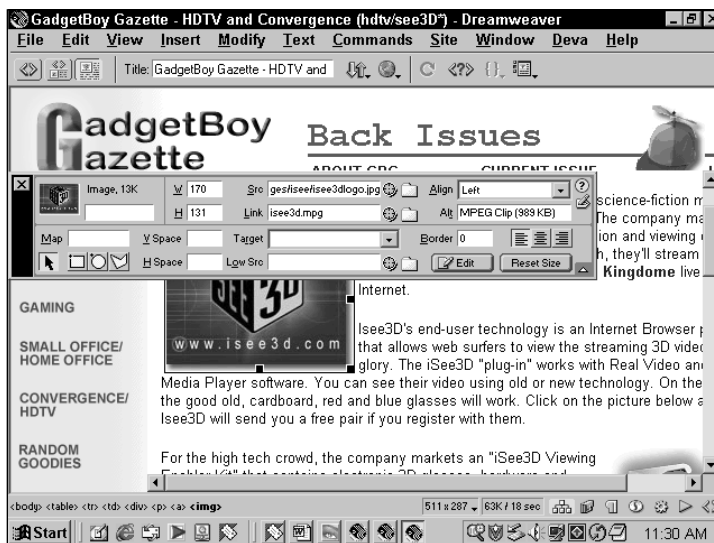 GadgetBoy Gazette - HDTV and Convergence (hdtv/see3D*) - Dreamweaver
File Edit View Insert Modify Text Commands Site Window Deva Help
Title: GadgetBoy Gazette - HDTV and
GadgetBoy
Gazette
Back Issues
Image, 13K W 170 Src ges/isee/isee3dlogo.jpg Align Left
H 131 Link isee3d.mpg Alt MPEG Clip (989 KB)
Map V Space Target Border 0
H Space Low Src Edit Reset Size
science-fiction m
The company ma
ion and viewing
h, they'll stream
Kingdome live
Internet.
SEE 3D
www.isee3d.com
Isee3D's end-user technology is an Internet Browser p
that allows web surfers to view the streaming 3D video
glory. The iSee3D "plug-in" works with Real Video and
Media Player software. You can see their video using old or new technology. On the
the good old, cardboard, red and blue glasses will work. Click on the picture below a
Isee3D will send you a free pair if you register with them.
For the high tech crowd, the company markets an "iSee3D Viewing
GAMING
SMALL OFFICE/
HOME OFFICE
CONVERGENCE/
HDTV
RANDOM
GOODIES
<body> <table> <tr> <td> <div> <p> <a> <img> 511 x 287 63K / 18 sec
Start 11:30 AM